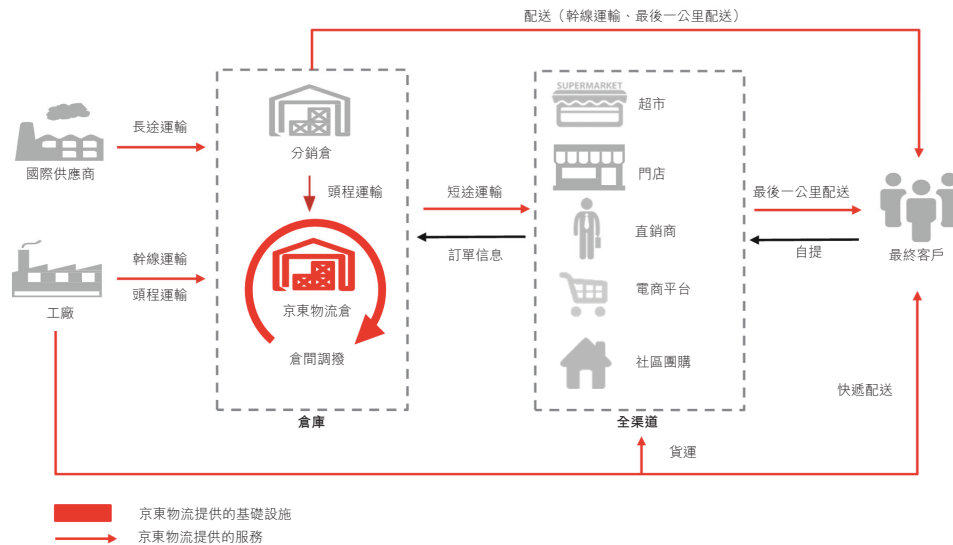 配送（幹線運輸、最後一公里配送）
SUPERMARKET
超市
長途運輸
國際供應商
分銷倉
頭程運輸
門店
短途運輸
最後一公里配送
直銷商
訂單信息
自提
最終客戶
幹線運輸
頭程運輸
工廠
京東物流倉
電商平台
倉間調撥
社區團購
快遞配送
倉庫
全渠道
貨運
京東物流提供的基礎設施
京東物流提供的服務